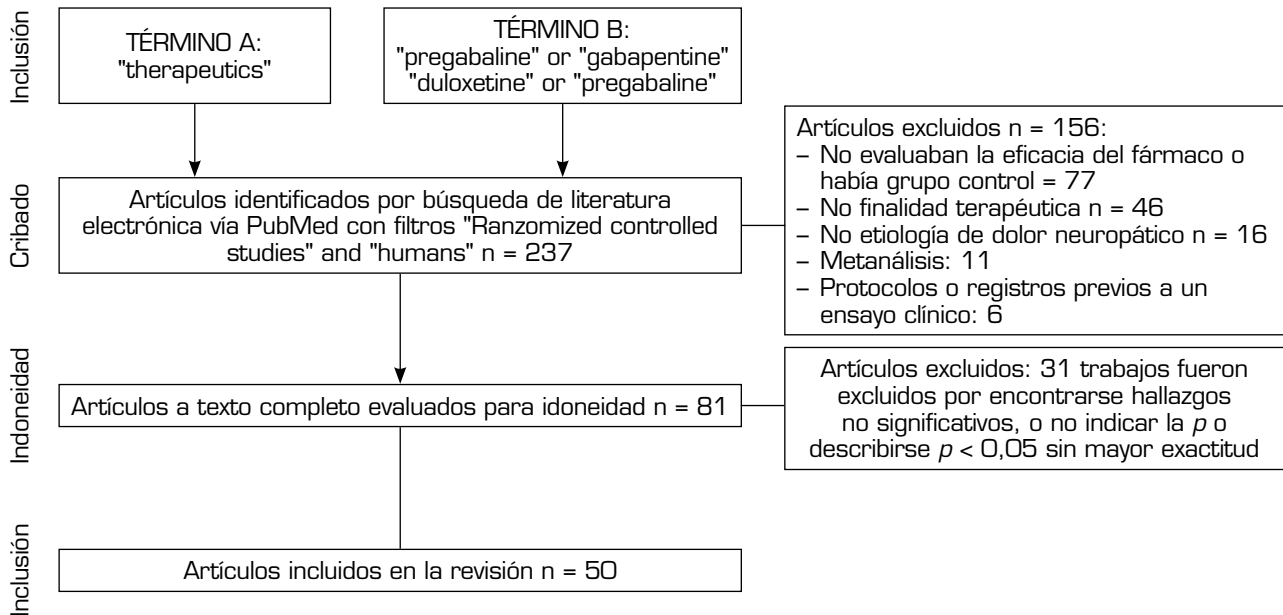 Inclusión
TÉRMINO A:
"therapeutics"
TÉRMINO B:
"pregabaline" or "gabapentine"
"duloxetine" or "pregabaline"
Cribado
Artículos identificados por búsqueda de literatura
electrónica vía PubMed con filtros "Ranzomized controlled
studies" and "humans" n = 237
Artículos excluidos n = 156:
– No evaluaban la eficacia del fármaco o
había grupo control = 77
– No finalidad terapéutica n = 46
– No etiología de dolor neuropático n = 16
– Metanálisis: 11
– Protocolos o registros previos a un
ensayo clínico: 6
Indoneidad
Artículos a texto completo evaluados para idoneidad n = 81
Artículos excluidos: 31 trabajos fueron
excluidos por encontrarse hallazgos
no significativos, o no indicar la p o
describirse p < 0,05 sin mayor exactitud
Inclusión
Artículos incluidos en la revisión n = 50